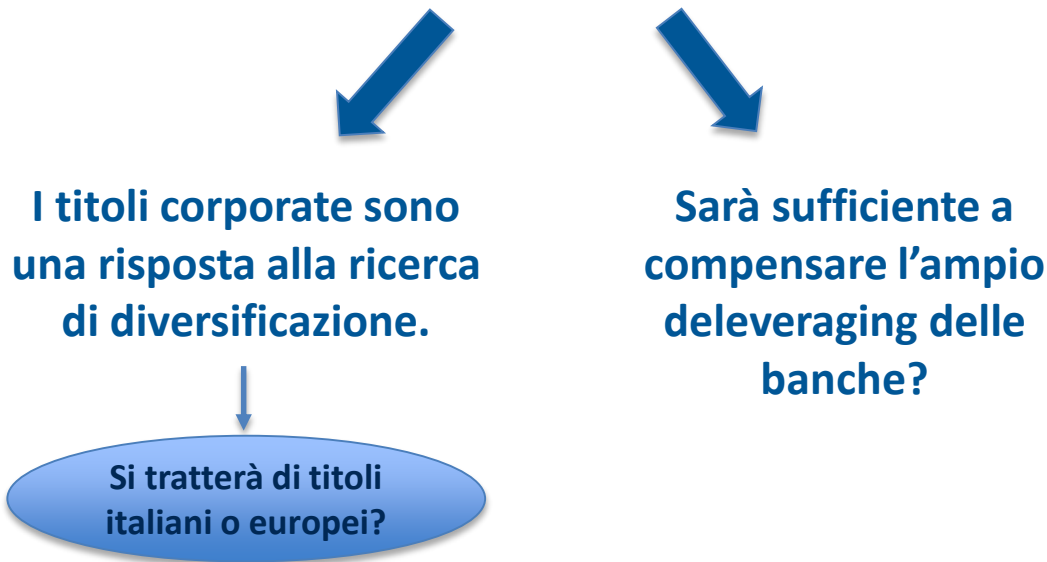 I titoli corporate sono
una risposta alla ricerca
di diversificazione.
Si tratterà di titoli
italiani o europei?
Sarà sufficiente a
compensare l’ampio
deleveraging delle
banche?